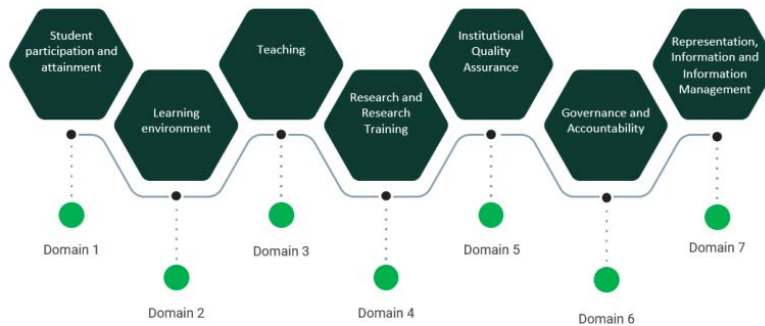 Student
participation and
attainment
Learning
environment
Teaching
Research and
Research
Training
Institutional
Quality
Assurance
Governance and
Accountability
Representation,
Information and
Information
Management
Domain 1
Domain 2
Domain 3
Domain 4
Domain 5
Domain 6
Domain 7